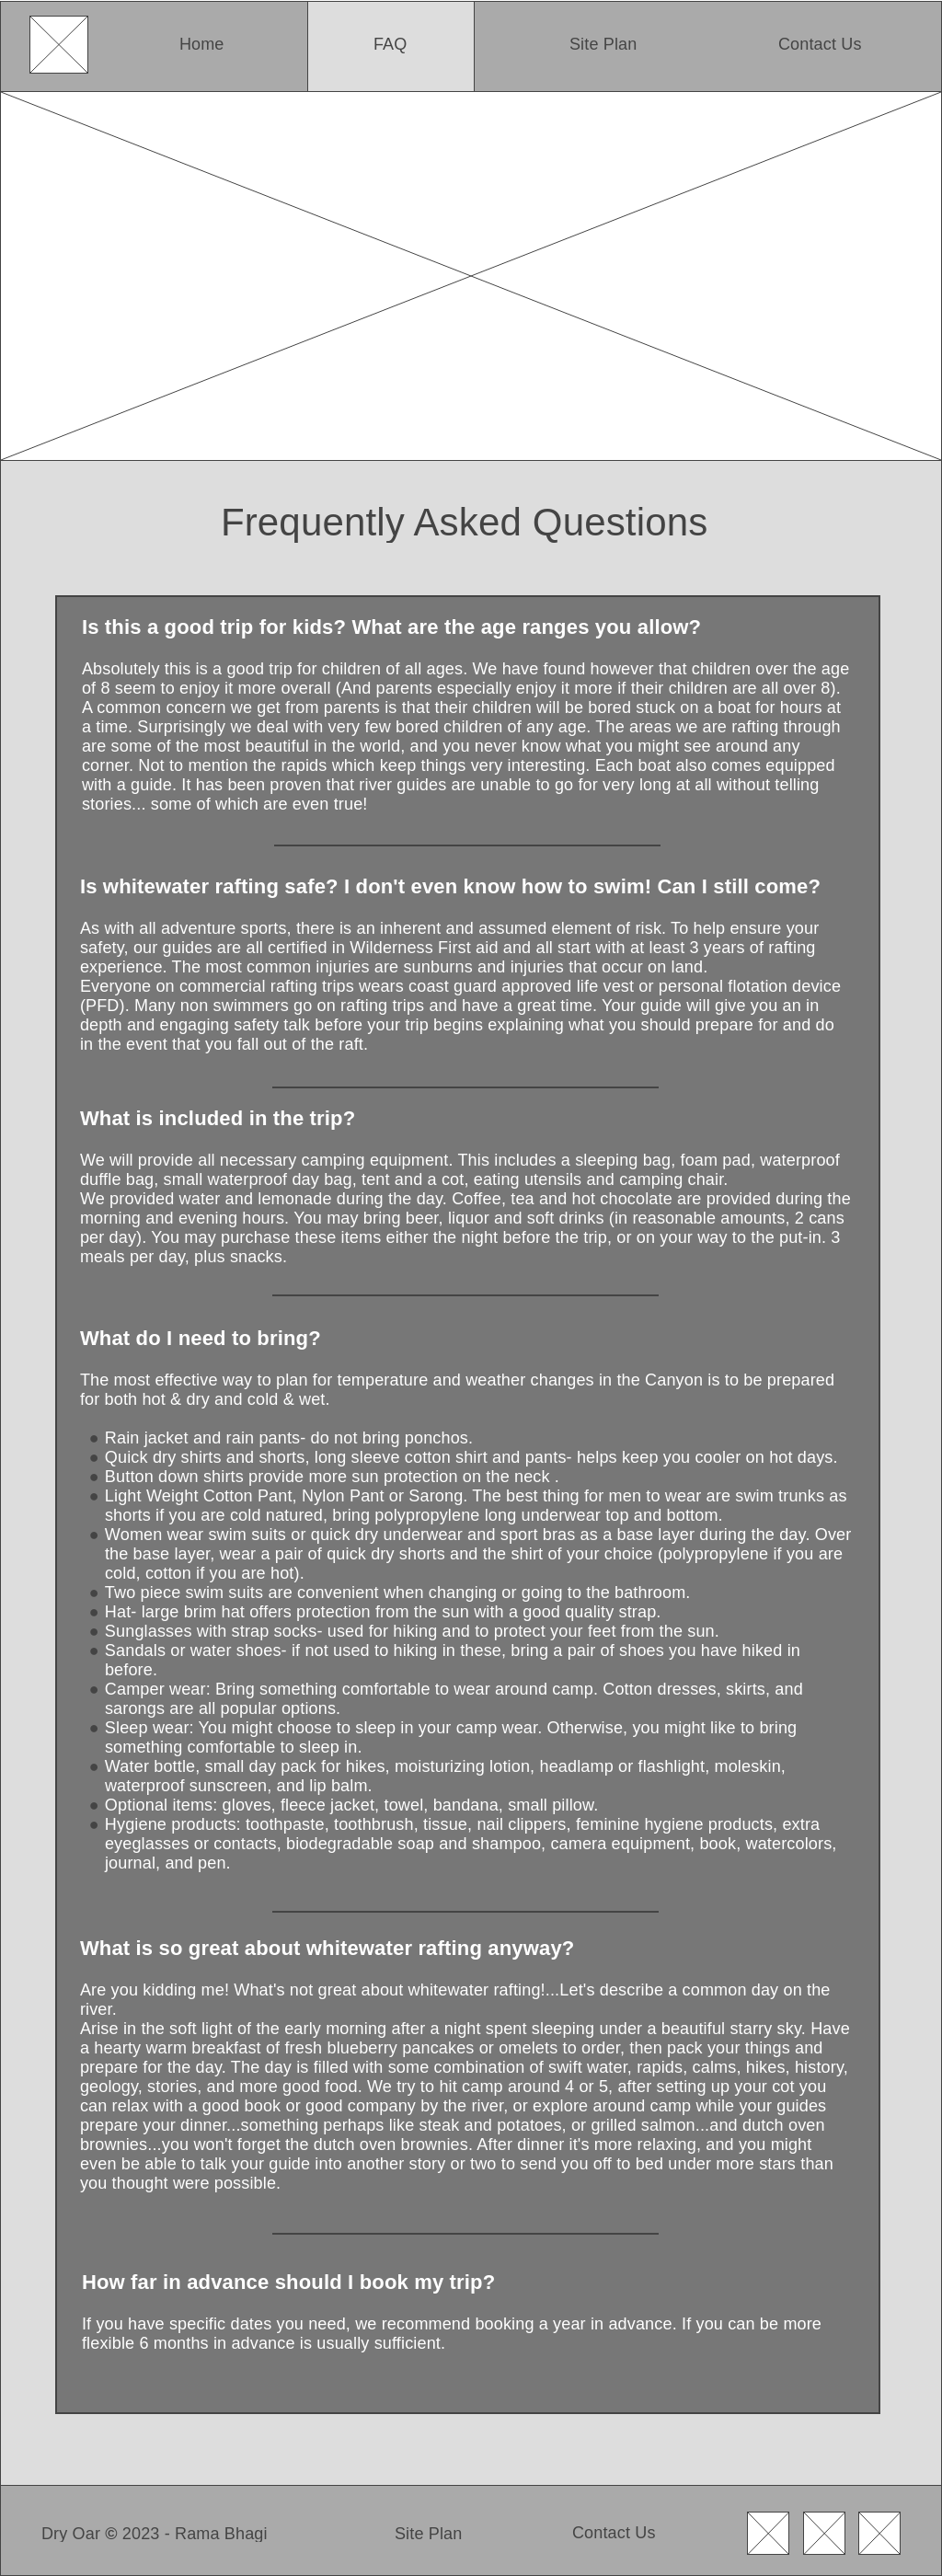 Home FAQ Site Plan Contact Us
Frequently Asked Questions
Is this a good trip for kids? What are the age ranges you allow?
Absolutely this is a good trip for children of all ages. We have found however that children over the age
of 8 seem to enjoy it more overall (And parents especially enjoy it more if their children are all over 8).
A common concern we get from parents is that their children will be bored stuck on a boat for hours at
a time. Surprisingly we deal with very few bored children of any age. The areas we are rafting through
are some of the most beautiful in the world, and you never know what you might see around any
corner. Not to mention the rapids which keep things very interesting. Each boat also comes equipped
with a guide. It has been proven that river guides are unable to go for very long at all without telling
stories... some of which are even true!
Is whitewater rafting safe? I don't even know how to swim! Can I still come?
As with all adventure sports, there is an inherent and assumed element of risk. To help ensure your
safety, our guides are all certified in Wilderness First aid and all start with at least 3 years of rafting
experience. The most common injuries are sunburns and injuries that occur on land.
Everyone on commercial rafting trips wears coast guard approved life vest or personal flotation device
(PFD). Many non swimmers go on rafting trips and have a great time. Your guide will give you an in
depth and engaging safety talk before your trip begins explaining what you should prepare for and do
in the event that you fall out of the raft.
What is included in the trip?
We will provide all necessary camping equipment. This includes a sleeping bag, foam pad, waterproof
duffle bag, small waterproof day bag, tent and a cot, eating utensils and camping chair.
We provided water and lemonade during the day. Coffee, tea and hot chocolate are provided during the
morning and evening hours. You may bring beer, liquor and soft drinks (in reasonable amounts, 2 cans
per day). You may purchase these items either the night before the trip, or on your way to the put-in. 3
meals per day, plus snacks.
What do I need to bring?
The most effective way to plan for temperature and weather changes in the Canyon is to be prepared
for both hot & dry and cold & wet.
● Rain jacket and rain pants- do not bring ponchos.
● Quick dry shirts and shorts, long sleeve cotton shirt and pants- helps keep you cooler on hot days.
● Button down shirts provide more sun protection on the neck .
● Light Weight Cotton Pant, Nylon Pant or Sarong. The best thing for men to wear are swim trunks as
shorts if you are cold natured, bring polypropylene long underwear top and bottom.
● Women wear swim suits or quick dry underwear and sport bras as a base layer during the day. Over
the base layer, wear a pair of quick dry shorts and the shirt of your choice (polypropylene if you are
cold, cotton if you are hot).
● Two piece swim suits are convenient when changing or going to the bathroom.
● Hat- large brim hat offers protection from the sun with a good quality strap.
● Sunglasses with strap socks- used for hiking and to protect your feet from the sun.
● Sandals or water shoes- if not used to hiking in these, bring a pair of shoes you have hiked in
before.
● Camper wear: Bring something comfortable to wear around camp. Cotton dresses, skirts, and
sarongs are all popular options.
● Sleep wear: You might choose to sleep in your camp wear. Otherwise, you might like to bring
something comfortable to sleep in.
● Water bottle, small day pack for hikes, moisturizing lotion, headlamp or flashlight, moleskin,
waterproof sunscreen, and lip balm.
● Optional items: gloves, fleece jacket, towel, bandana, small pillow.
● Hygiene products: toothpaste, toothbrush, tissue, nail clippers, feminine hygiene products, extra
eyeglasses or contacts, biodegradable soap and shampoo, camera equipment, book, watercolors,
journal, and pen.
What is so great about whitewater rafting anyway?
Are you kidding me! What's not great about whitewater rafting!...Let's describe a common day on the
river.
Arise in the soft light of the early morning after a night spent sleeping under a beautiful starry sky. Have
a hearty warm breakfast of fresh blueberry pancakes or omelets to order, then pack your things and
prepare for the day. The day is filled with some combination of swift water, rapids, calms, hikes, history,
geology, stories, and more good food. We try to hit camp around 4 or 5, after setting up your cot you
can relax with a good book or good company by the river, or explore around camp while your guides
prepare your dinner...something perhaps like steak and potatoes, or grilled salmon...and dutch oven
brownies...you won't forget the dutch oven brownies. After dinner it's more relaxing, and you might
even be able to talk your guide into another story or two to send you off to bed under more stars than
you thought were possible.
How far in advance should I book my trip?
If you have specific dates you need, we recommend booking a year in advance. If you can be more
flexible 6 months in advance is usually sufficient.
Dry Oar © 2023 - Rama Bhagi Site Plan Contact Us